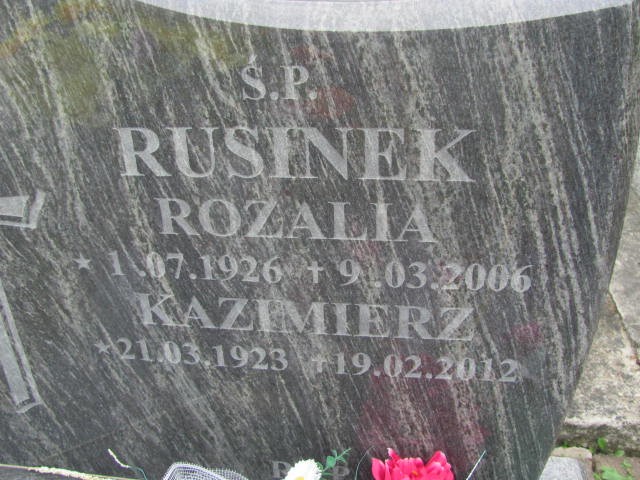 Ś.P.
RUSINEK
ROZALIA
* 1.07.1926 † 9.03.2006
KAZIMIERZ
* 21.03.1923 † 19.02.2012